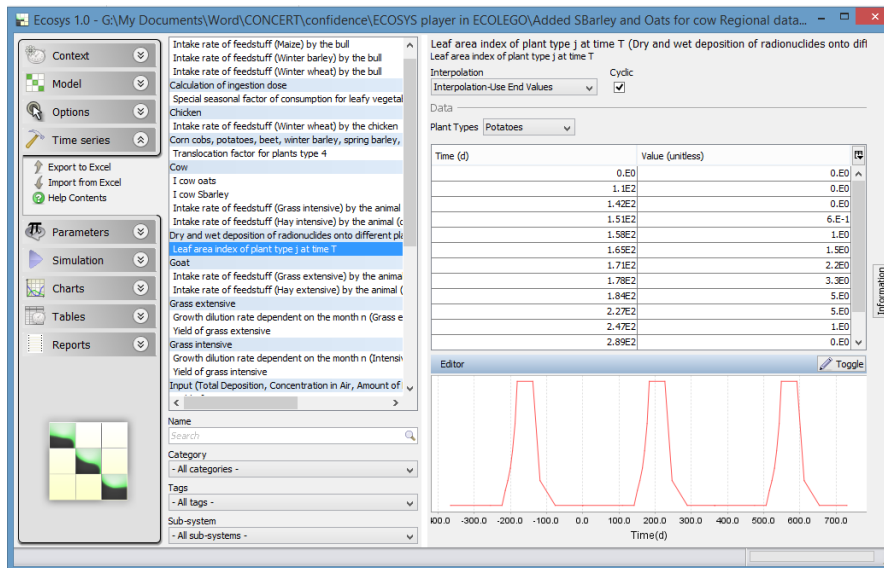 Ecosys 1.0 - G:\My Documents\Word\CONCERT\confidence\ECOSYS player in ECOLEGO\Added SBarley and Oats for cow Regional data...
Context
Model
Options
Time series
Export to Excel
Import from Excel
Help Contents
Parameters
Simulation
Charts
Tables
Reports
Intake rate of feedstuff (Maize) by the bull
Intake rate of feedstuff (Winter barley) by the bull
Intake rate of feedstuff (Winter wheat) by the bull
Calculation of ingestion dose
Special seasonal factor of consumption for leafy vegetal
Chicken
Intake rate of feedstuff (Winter wheat) by the chicken
Corn cobs, potatoes, beet, winter barley, spring barley,
Translocation factor for plants type 4
Cow
I cow oats
I cow Sbarley
Intake rate of feedstuff (Grass intensive) by the animal
Intake rate of feedstuff (Hay intensive) by the animal (c
Dry and wet deposition of radionuclides onto different pla
Leaf area index of plant type j at time T
Goat
Intake rate of feedstuff (Grass extensive) by the anima
Intake rate of feedstuff (Hay extensive) by the animal (
Grass extensive
Growth dilution rate dependent on the month n (Grass e
Yield of grass extensive
Grass intensive
Growth dilution rate dependent on the month n (Intensiv
Yield of grass intensive
Input (Total Deposition, Concentration in Air, Amount of
Name
Search
Category
- All categories -
Tags
- All tags -
Sub-system
- All sub-systems -
Leaf area index of plant type j at time T (Dry and wet deposition of radionuclides onto diff
Leaf area index of plant type j at time T
Interpolation Cyclic
Interpolation-Use End Values
Data
Plant Types Potatoes
Time (d) Value (unitless)
0.E0 0.E0
1.1E2 0.E0
1.42E2 0.E0
1.51E2 6.E-1
1.58E2 1.E0
1.65E2 1.5E0
1.71E2 2.2E0
1.78E2 3.3E0
1.84E2 5.E0
2.27E2 5.E0
2.47E2 1.E0
2.89E2 0.E0
Information
Editor Toggle
-300.0 -200.0 -100.0 0.0 100.0 200.0 300.0 400.0 500.0 600.0 700.0
Time(d)